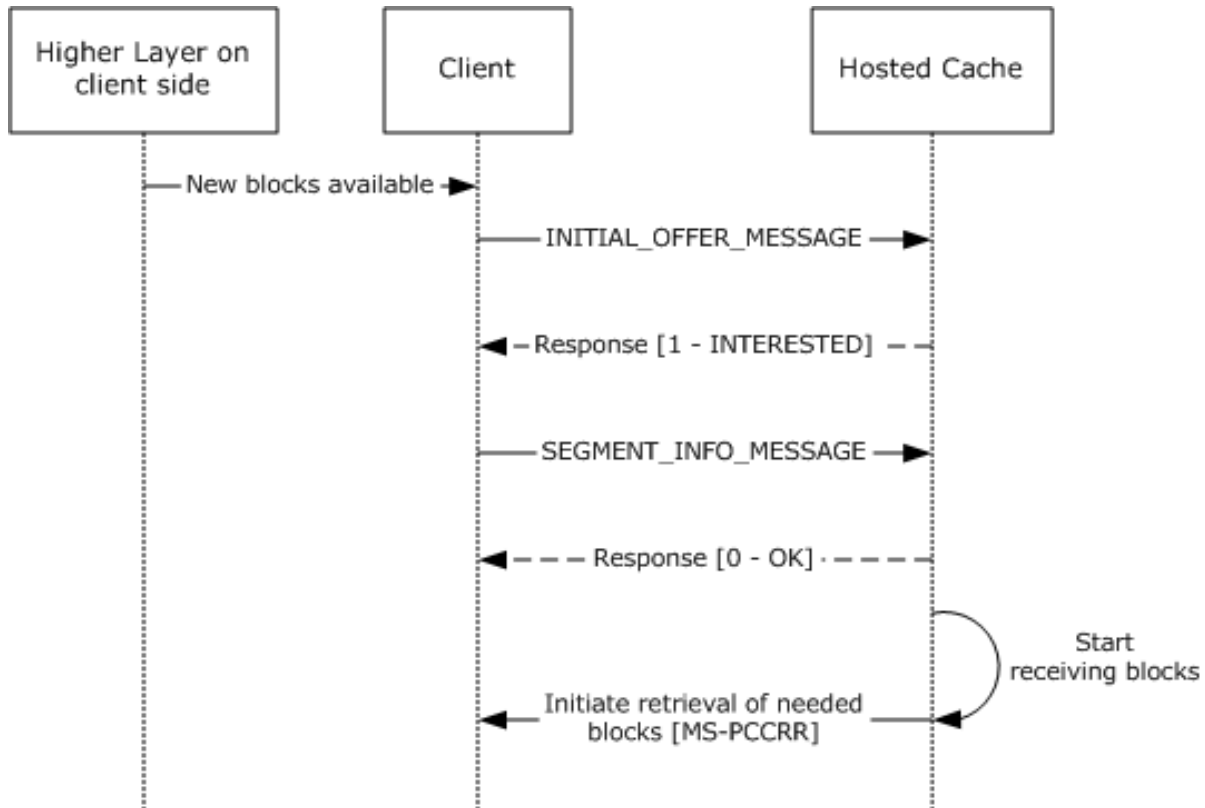 Higher Layer on
client side
Client
Hosted Cache
New blocks available
INITIAL_OFFER_MESSAGE
Response [1 - INTERESTED]
SEGMENT_INFO_MESSAGE
Response [0 - OK]
Start
receiving blocks
Initiate retrieval of needed
blocks [MS-PCCRR]